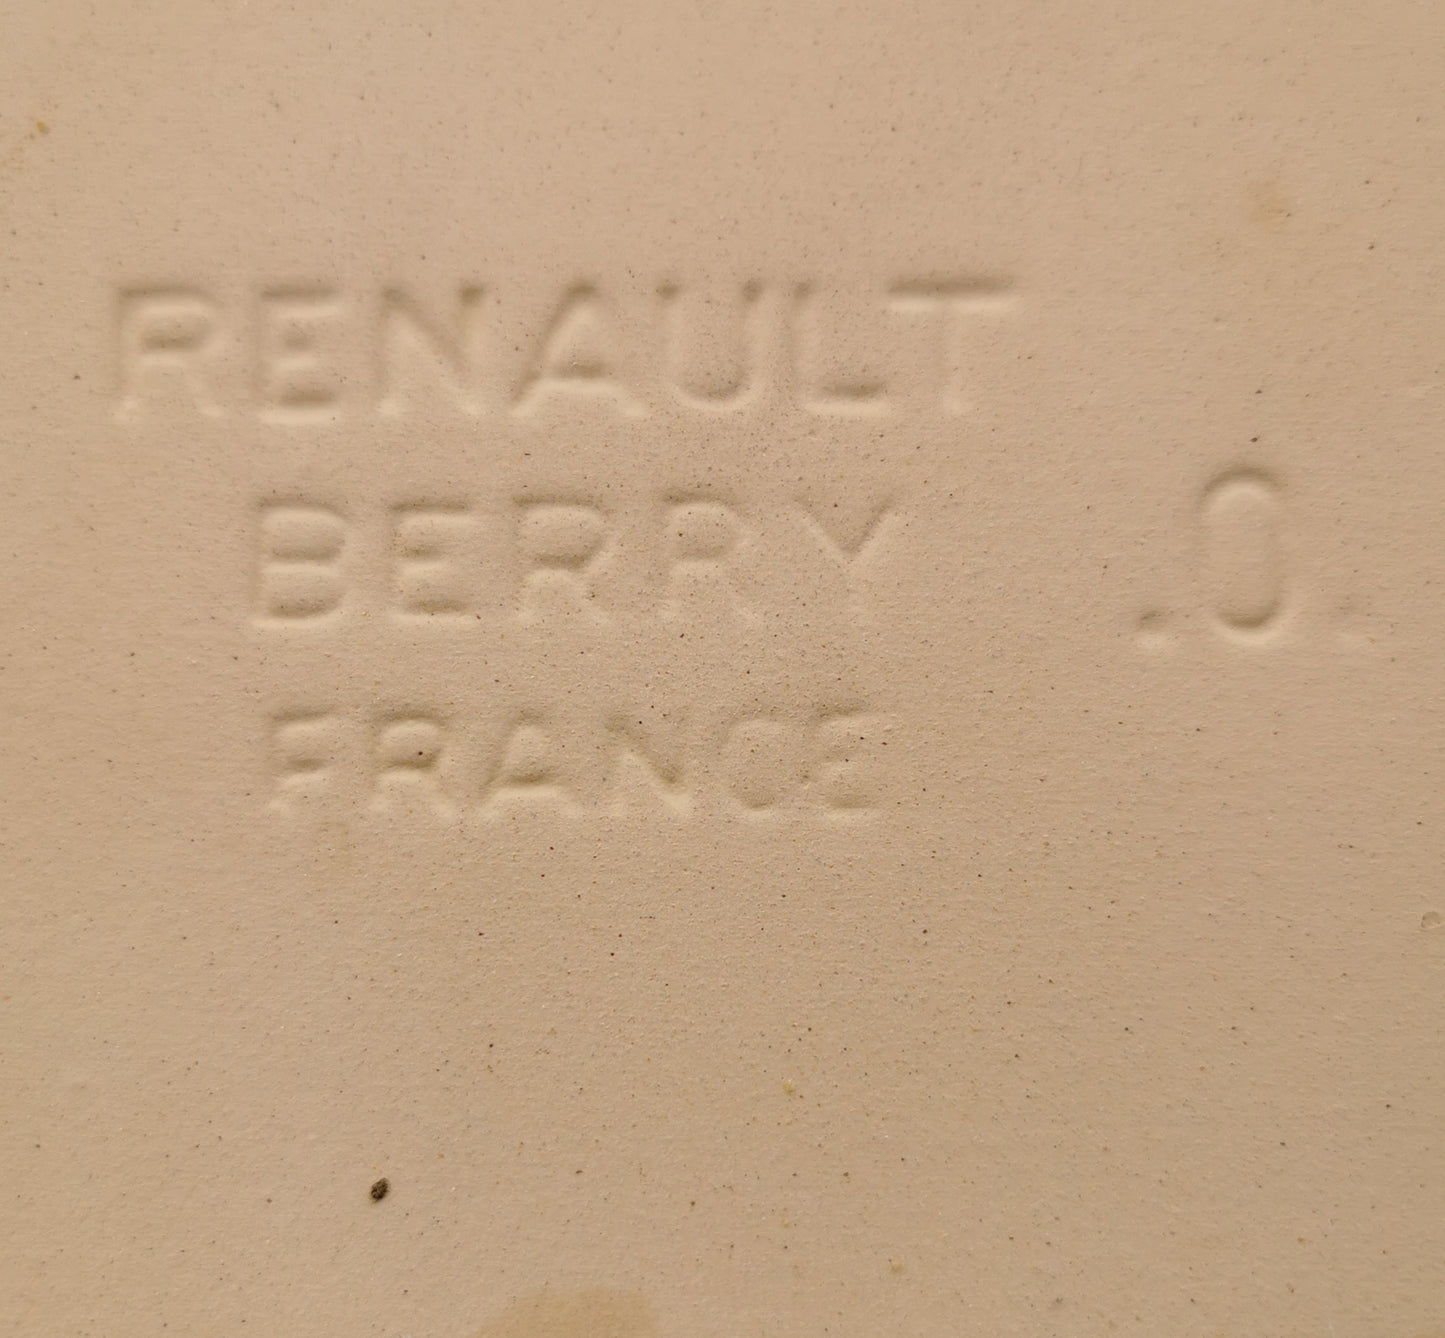 RENAULT
BERRY
FRANCE
.0.